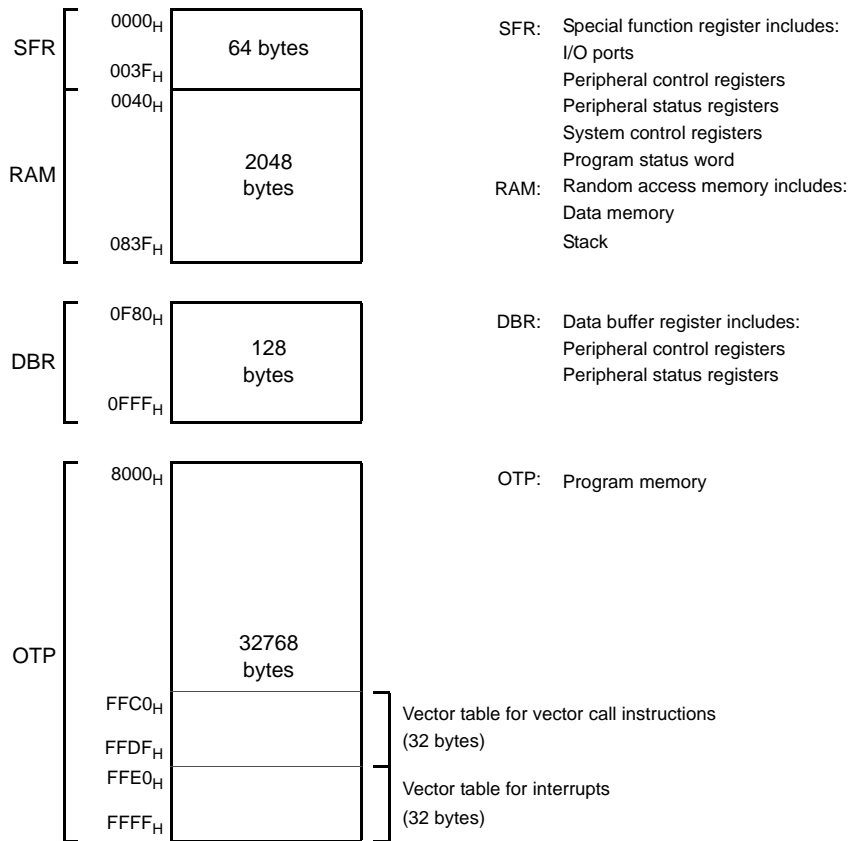 0000H
SFR
64 bytes
003FH
0040H
RAM
2048
bytes
083FH
SFR: Special function register includes:
I/O ports
Peripheral control registers
Peripheral status registers
System control registers
Program status word
RAM: Random access memory includes:
Data memory
Stack
0F80H
DBR
128
bytes
0FFFH
DBR: Data buffer register includes:
Peripheral control registers
Peripheral status registers
8000H
OTP: Program memory
OTP
32768
bytes
FFC0H
FFDFH
Vector table for vector call instructions
(32 bytes)
FFE0H
FFFFH
Vector table for interrupts
(32 bytes)